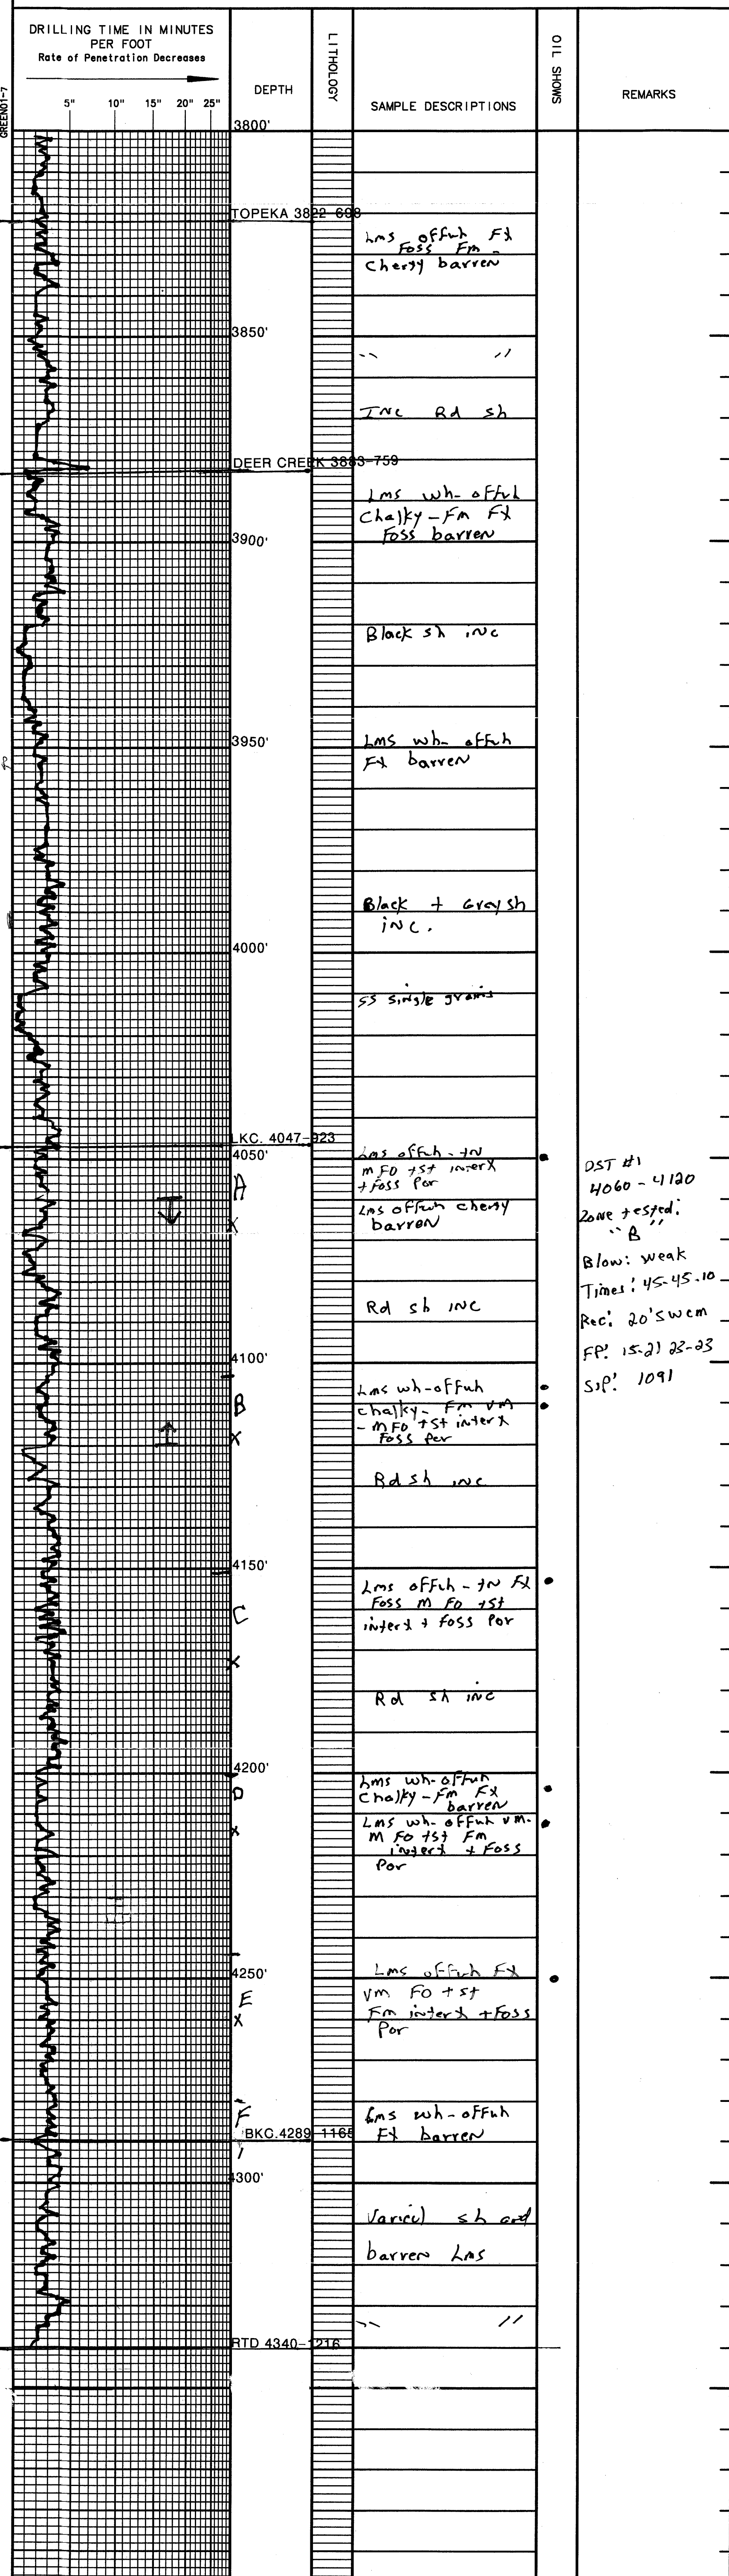 GREENO1-7
DRILLING TIME IN MINUTES
PER FOOT
Rate of Penetration Decreases
5" 10" 15" 20" 25"
DEPTH
LITHOLOGY
SAMPLE DESCRIPTIONS
OIL SHOWS
REMARKS
3800'
TOPEKA 3822-698
Lms offwh FX
Foss Fm -
Cherty barren
3850'
" "
INC Rd sh
DEER CREEK 3883-759
Lms wh- offwh
Chalky - Fm FX
Foss barren
3900'
Black sh inc
3950'
Lms wh- offwh
FX barren
Black + Gray sh
inc.
4000'
SS single grains
LKC. 4047-923
4050'
Lms offwh - tN
m FO +St interX
+ Foss Por
A
Lms offwh cherty
barren
X
DST #1
4060 - 4120
Zone tested:
"B"
Blow: weak
Times: 45-45-10
Rec: 20' SWCM
FP: 15-21 23-23
SIP: 1091
Rd sh inc
4100'
Lms wh-offwh
B
chalky - Fm vm
- m FO +St interX
Foss Por
X
Rd sh inc
4150'
Lms offwh - tN FX
Foss m FO +St
interX + Foss Por
C
X
Rd sh inc
4200'
Lms wh- offwh
Chalky - Fm FX
barren
D
Lms wh- offwh vm-
m FO +St Fm
interX + Foss
Por
X
4250'
Lms offwh FX
vm FO + St
Fm interX + Foss
Por
E
X
F
Lms wh - offwh
FX barren
BKC.4289-1165
4300'
Varicol sh and
barren Lms
" "
RTD 4340-1216